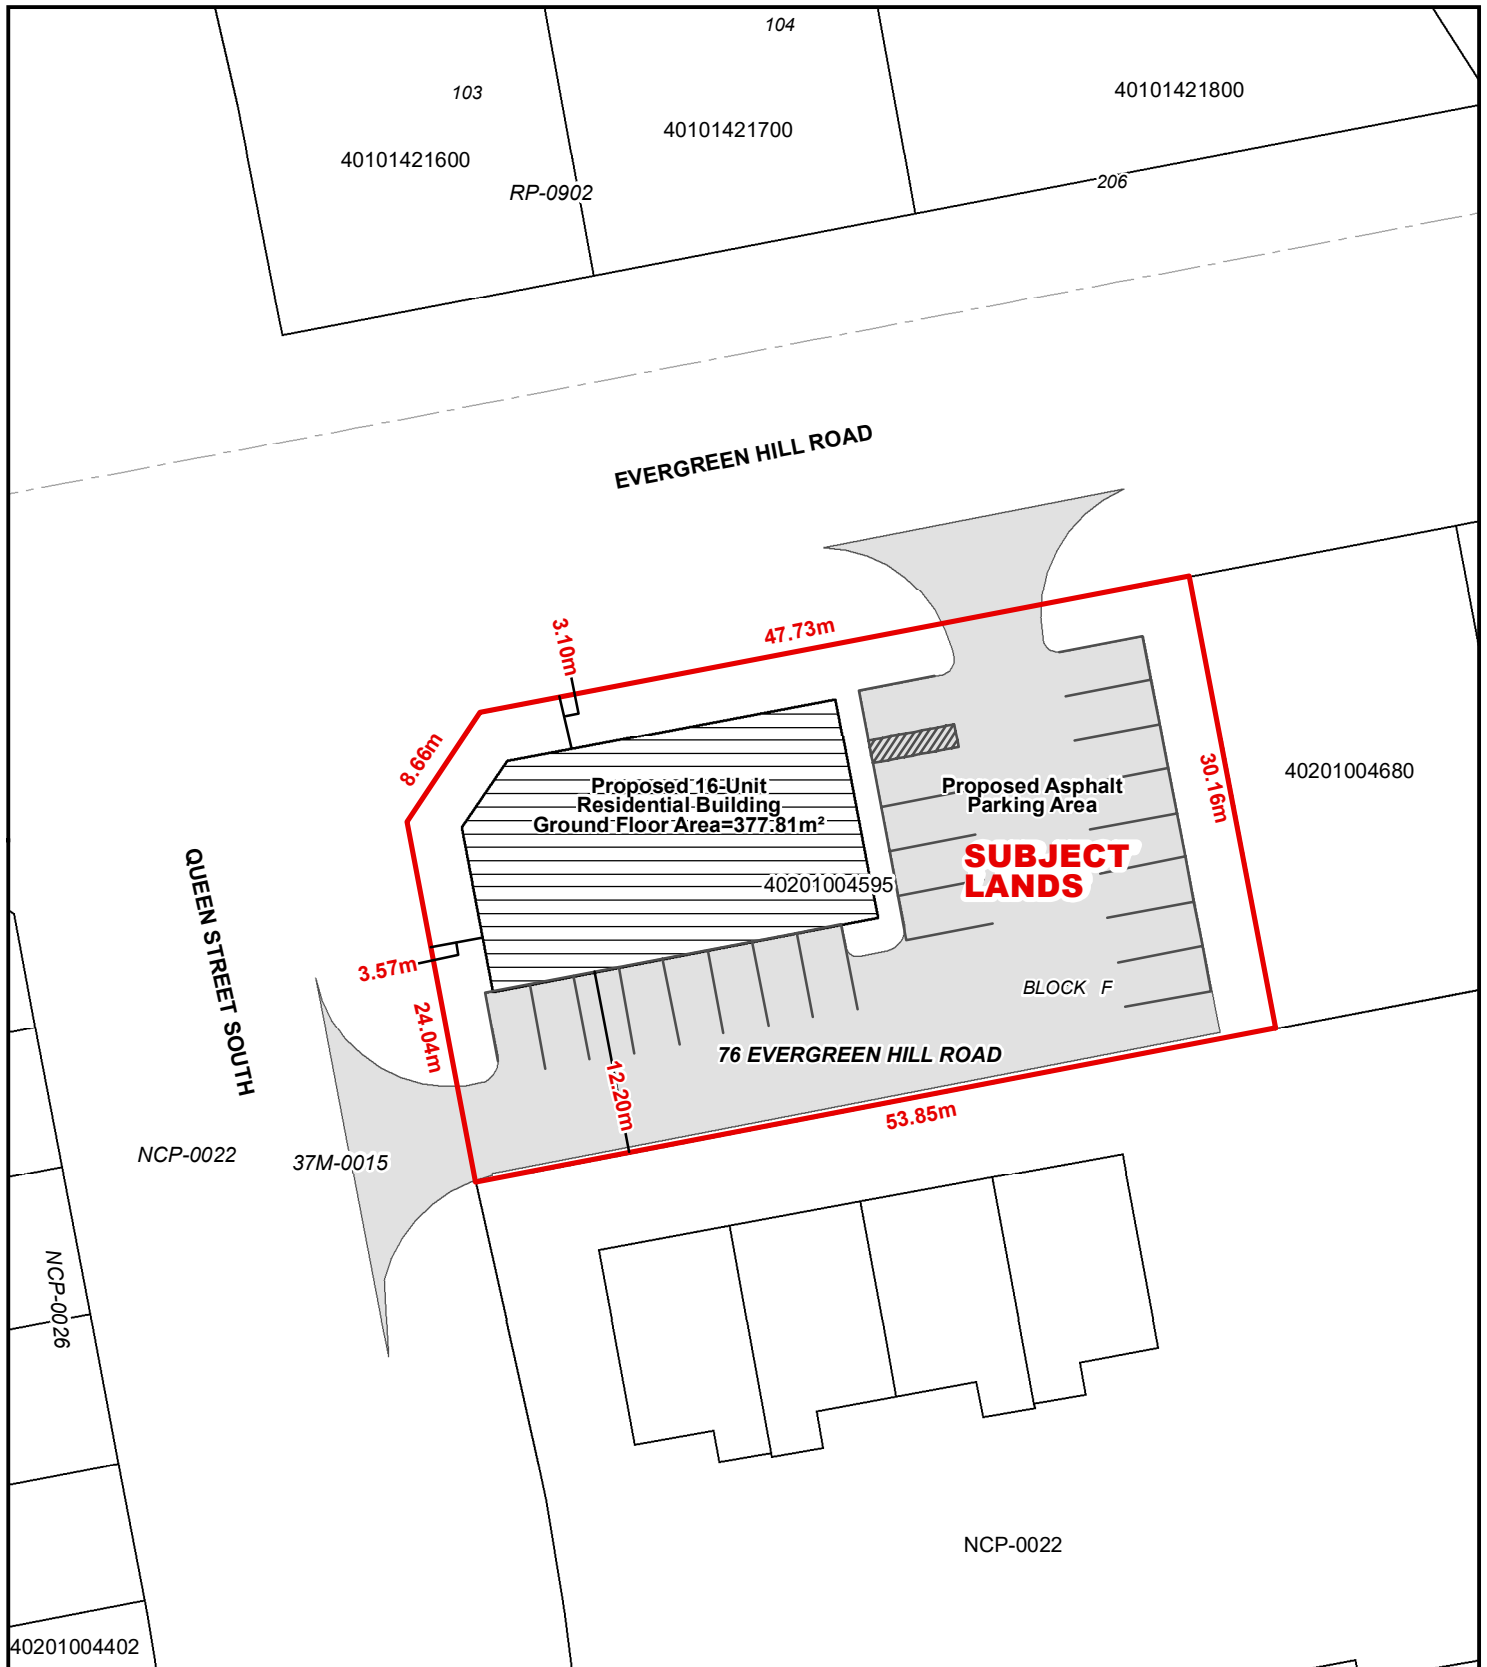 104
103
40101421800
40101421700
40101421600
RP-0902
206
EVERGREEN HILL ROAD
3.10m
47.73m
8.66m
30.16m
40201004680
Proposed 16-Unit
Residential Building
Ground Floor Area=377.81m²
Proposed Asphalt
Parking Area
SUBJECT
LANDS
40201004595
QUEEN STREET SOUTH
3.57m
24.04m
BLOCK F
76 EVERGREEN HILL ROAD
12.20m
53.85m
NCP-0022
37M-0015
NCP-0026
NCP-0022
40201004402